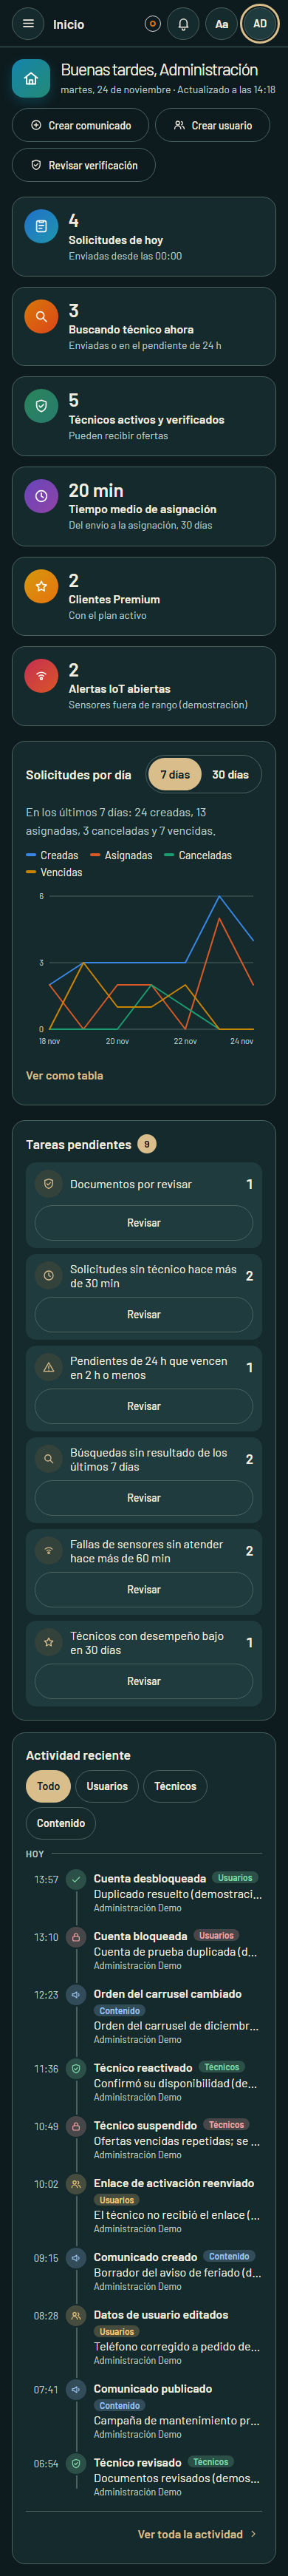 Inicio
Aa
AD
Buenas tardes, Administración
martes, 24 de noviembre · Actualizado a las 14:18
Crear comunicado
Crear usuario
Revisar verificación
4
Solicitudes de hoy
Enviadas desde las 00:00
3
Buscando técnico ahora
Enviadas o en el pendiente de 24 h
5
Técnicos activos y verificados
Pueden recibir ofertas
20 min
Tiempo medio de asignación
Del envío a la asignación, 30 días
2
Clientes Premium
Con el plan activo
2
Alertas IoT abiertas
Sensores fuera de rango (demostración)
Solicitudes por día
7 días
30 días
En los últimos 7 días: 24 creadas, 13
asignadas, 3 canceladas y 7 vencidas.
Creadas
Asignadas
Canceladas
Vencidas
6
3
0
18 nov
20 nov
22 nov
24 nov
Ver como tabla
Tareas pendientes
9
Documentos por revisar
1
Revisar
Solicitudes sin técnico hace más
de 30 min
2
Revisar
Pendientes de 24 h que vencen
en 2 h o menos
1
Revisar
Búsquedas sin resultado de los
últimos 7 días
2
Revisar
Fallas de sensores sin atender
hace más de 60 min
2
Revisar
Técnicos con desempeño bajo
en 30 días
1
Revisar
Actividad reciente
Todo
Usuarios
Técnicos
Contenido
HOY
13:57
Cuenta desbloqueada
Usuarios
Duplicado resuelto (demostraci...
Administración Demo
13:10
Cuenta bloqueada
Usuarios
Cuenta de prueba duplicada (d...
Administración Demo
12:23
Orden del carrusel cambiado
Contenido
Orden del carrusel de diciembr...
Administración Demo
11:36
Técnico reactivado
Técnicos
Confirmó su disponibilidad (de...
Administración Demo
10:49
Técnico suspendido
Técnicos
Ofertas vencidas repetidas; se ...
Administración Demo
10:02
Enlace de activación reenviado
Usuarios
El técnico no recibió el enlace (...
Administración Demo
09:15
Comunicado creado
Contenido
Borrador del aviso de feriado (d...
Administración Demo
08:28
Datos de usuario editados
Usuarios
Teléfono corregido a pedido de...
Administración Demo
07:41
Comunicado publicado
Contenido
Campaña de mantenimiento pr...
Administración Demo
06:54
Técnico revisado
Técnicos
Documentos revisados (demos...
Administración Demo
Ver toda la actividad